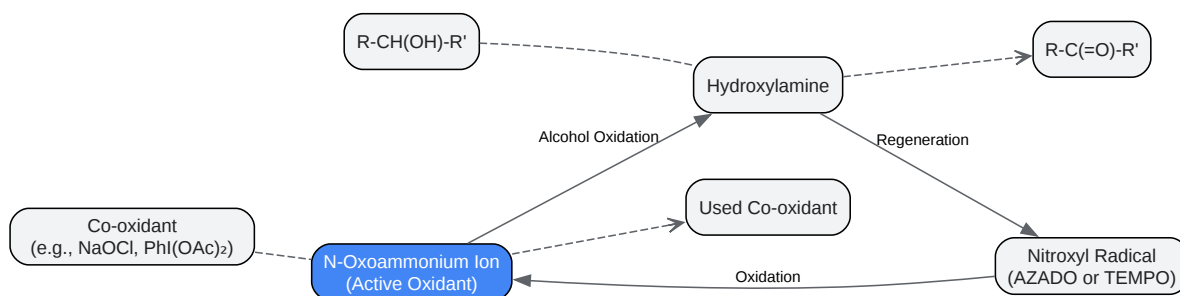 R-CH(OH)-R'
R-C(=O)-R'
Hydroxylamine
Alcohol Oxidation
Regeneration
Used Co-oxidant
Co-oxidant
(e.g., NaOCl, PhI(OAc)₂)
N-Oxoammonium Ion
(Active Oxidant)
Oxidation
Nitroxyl Radical
(AZADO or TEMPO)